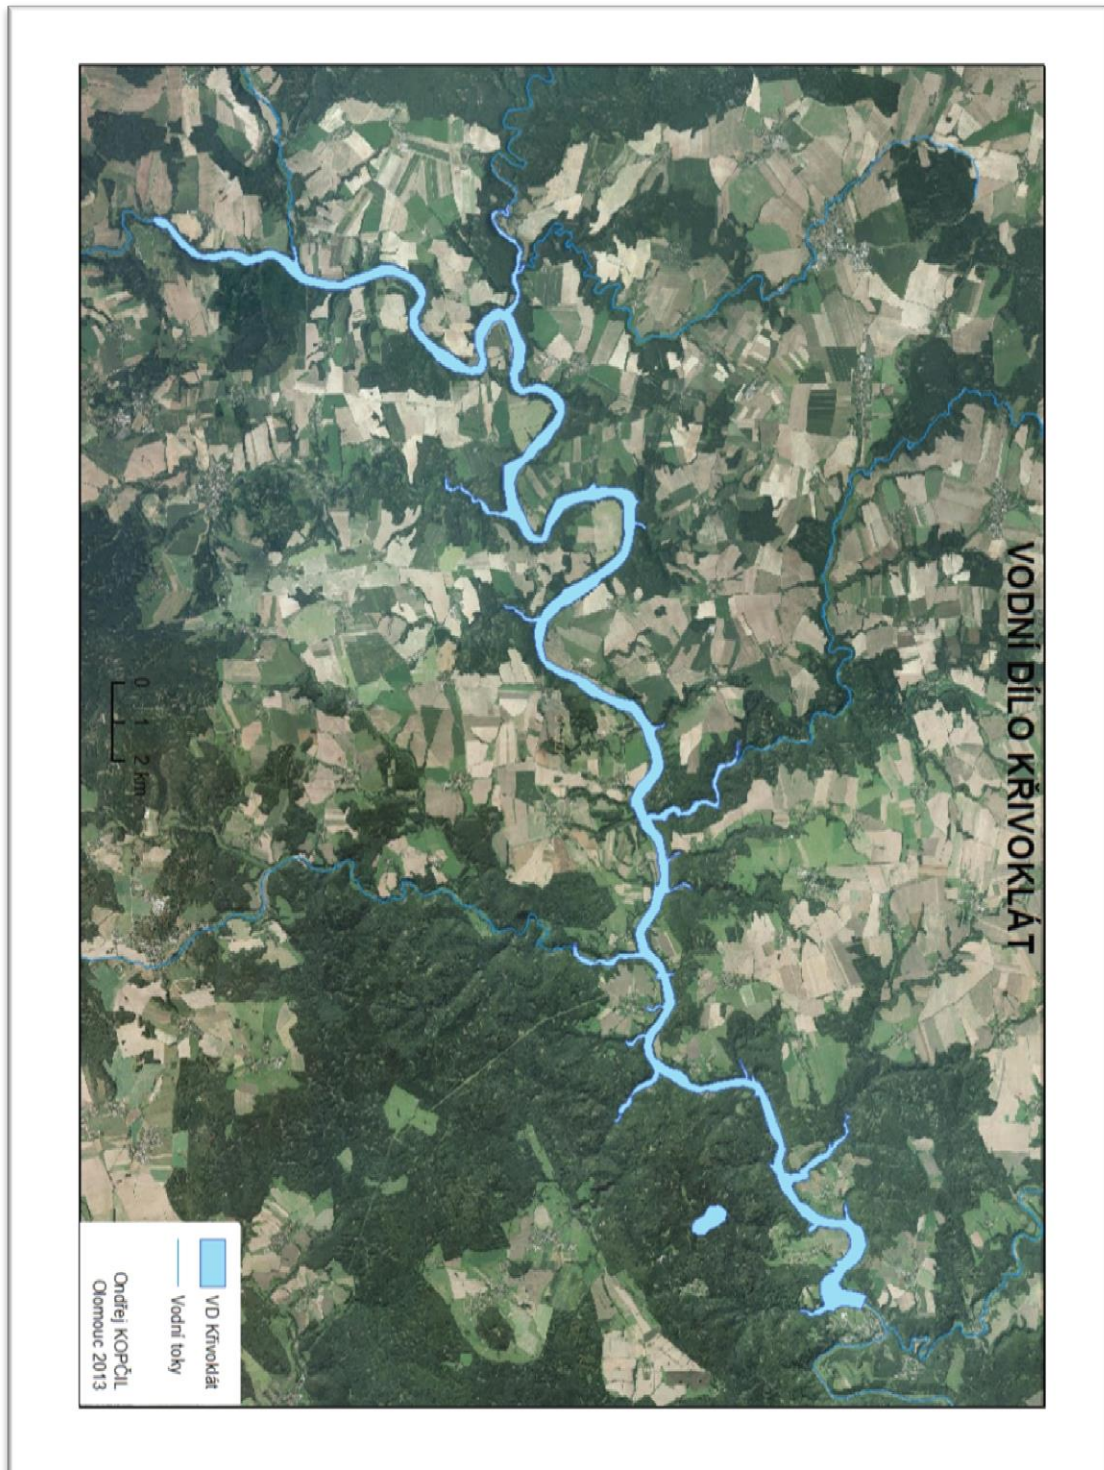 VODNÍ DÍLO KŘIVOKLÁT
0 1 2 km
VD Křivoklát
Vodní toky
Ondřej KOPČIL
Olomouc 2013